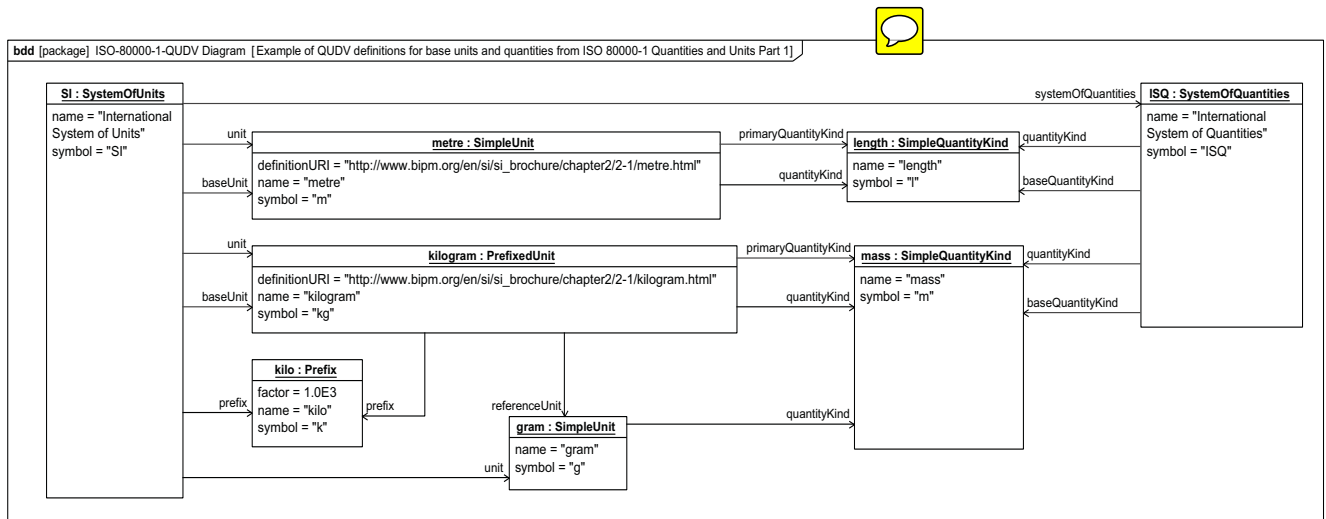 bdd [package] ISO-80000-1-QUDV Diagram [Example of QUDV definitions for base units and quantities from ISO 80000-1 Quantities and Units Part 1]
SI : SystemOfUnits
name = "International
System of Units"
symbol = "SI"
systemOfQuantities
ISQ : SystemOfQuantities
name = "International
System of Quantities"
symbol = "ISQ"
unit
baseUnit
metre : SimpleUnit
definitionURI = "http://www.bipm.org/en/si/si_brochure/chapter2/2-1/metre.html"
name = "metre"
symbol = "m"
primaryQuantityKind
quantityKind
length : SimpleQuantityKind
name = "length"
symbol = "l"
quantityKind
baseQuantityKind
unit
baseUnit
kilogram : PrefixedUnit
definitionURI = "http://www.bipm.org/en/si/si_brochure/chapter2/2-1/kilogram.html"
name = "kilogram"
symbol = "kg"
primaryQuantityKind
quantityKind
mass : SimpleQuantityKind
name = "mass"
symbol = "m"
quantityKind
baseQuantityKind
prefix
kilo : Prefix
factor = 1.0E3
name = "kilo"
symbol = "k"
prefix
referenceUnit
unit
gram : SimpleUnit
name = "gram"
symbol = "g"
quantityKind